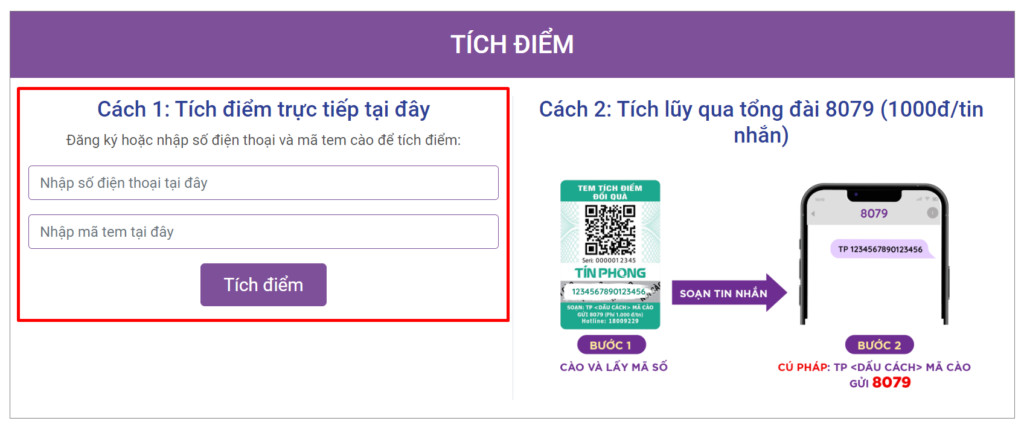 TÍCH ĐIỂM
Cách 1: Tích điểm trực tiếp tại đây
Đăng ký hoặc nhập số điện thoại và mã tem cào để tích điểm:
Nhập số điện thoại tại đây
Nhập mã tem tại đây
Tích điểm
Cách 2: Tích lũy qua tổng đài 8079 (1000đ/tin
nhắn)
TEM TÍCH ĐIỂM
ĐỔI QUÀ
Seri: 0000012345
TÍN PHONG
1234567890123456
SOẠN: TP <DẤU CÁCH> MÃ CÀO
GỬI 8079 (Phí 1.000 đ/tn)
Hotline: 18009229
BƯỚC 1
CÀO VÀ LẤY MÃ SỐ
SOẠN TIN NHẮN
8079
TP 1234567890123456
BƯỚC 2
CÚ PHÁP: TP <DẤU CÁCH> MÃ CÀO
GỬI 8079